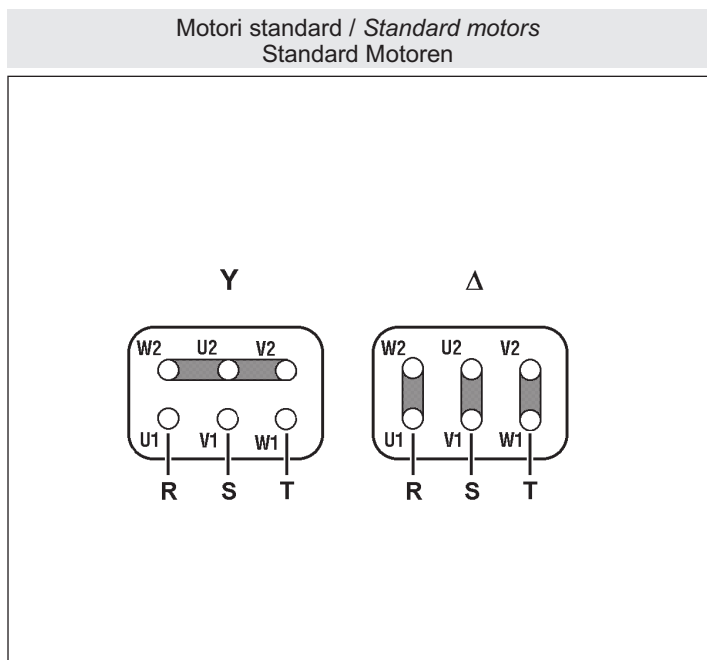 Motori standard / Standard motors
Standard Motoren
Y
W2 U2 V2
U1 V1 W1
R S T
Δ
W2 U2 V2
U1 V1 W1
R S T